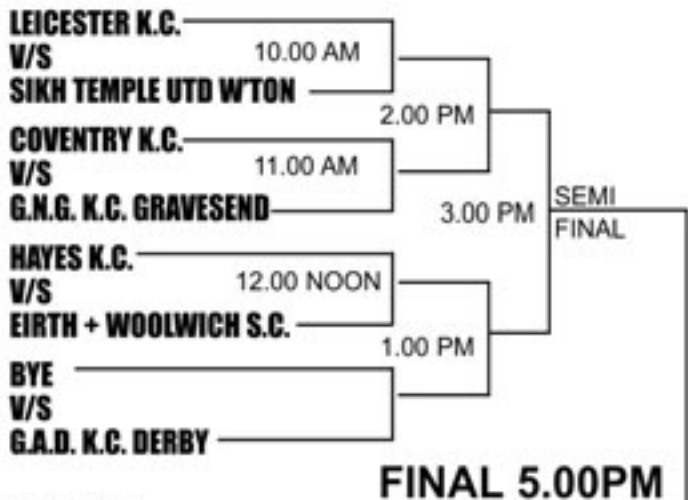 LEICESTER K.C.
V/S
10.00 AM
SIKH TEMPLE UTD W'TON
2.00 PM
COVENTRY K.C.
V/S
11.00 AM
G.N.G. K.C. GRAVESEND
3.00 PM
SEMI
FINAL
HAYES K.C.
V/S
12.00 NOON
EIRTH + WOOLWICH S.C.
1.00 PM
BYE
V/S
G.A.D. K.C. DERBY
FINAL 5.00PM